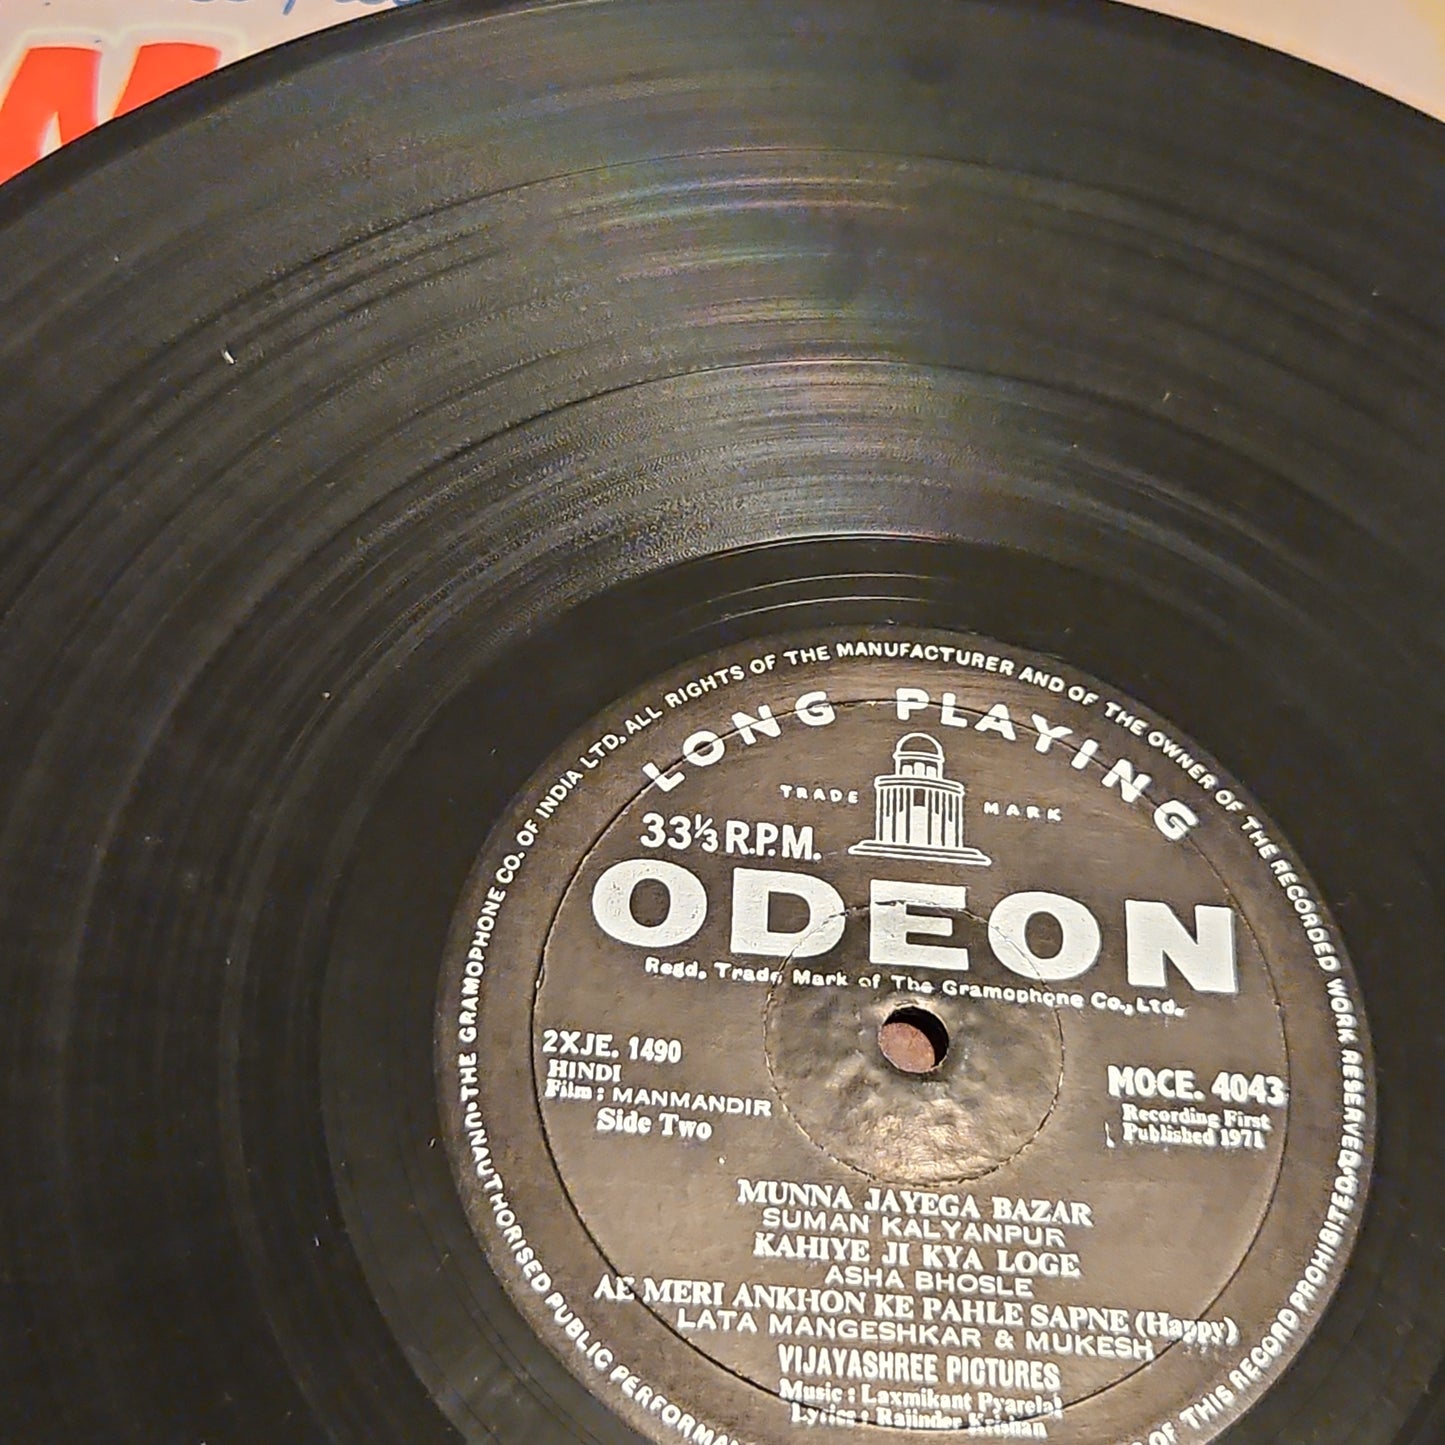 M
THE GRAMOPHONE CO. OF INDIA LTD. ALL RIGHTS OF THE MANUFACTURER AND OF THE OWNER OF THE RECORDED WORK RESERVED
UNAUTHORISED PUBLIC PERFORMA
OF THIS RECORD PROHIBITED
LONG PLAYING
TRADE MARK
33⅓ R.P.M.
ODEON
Regd. Trade Mark of The Gramophone Co., Ltd.
2XJE. 1490
HINDI
Film : MANMANDIR
Side Two
MOCE. 4043
Recording First
Published 1971
MUNNA JAYEGA BAZAR
SUMAN KALYANPUR
KAHIYE JI KYA LOGE
ASHA BHOSLE
AE MERI ANKHON KE PAHLE SAPNE (Happy)
LATA MANGESHKAR & MUKESH
VIJAYASHREE PICTURES
Music : Laxmikant Pyarelal
Lyrics : Rajinder Krishan